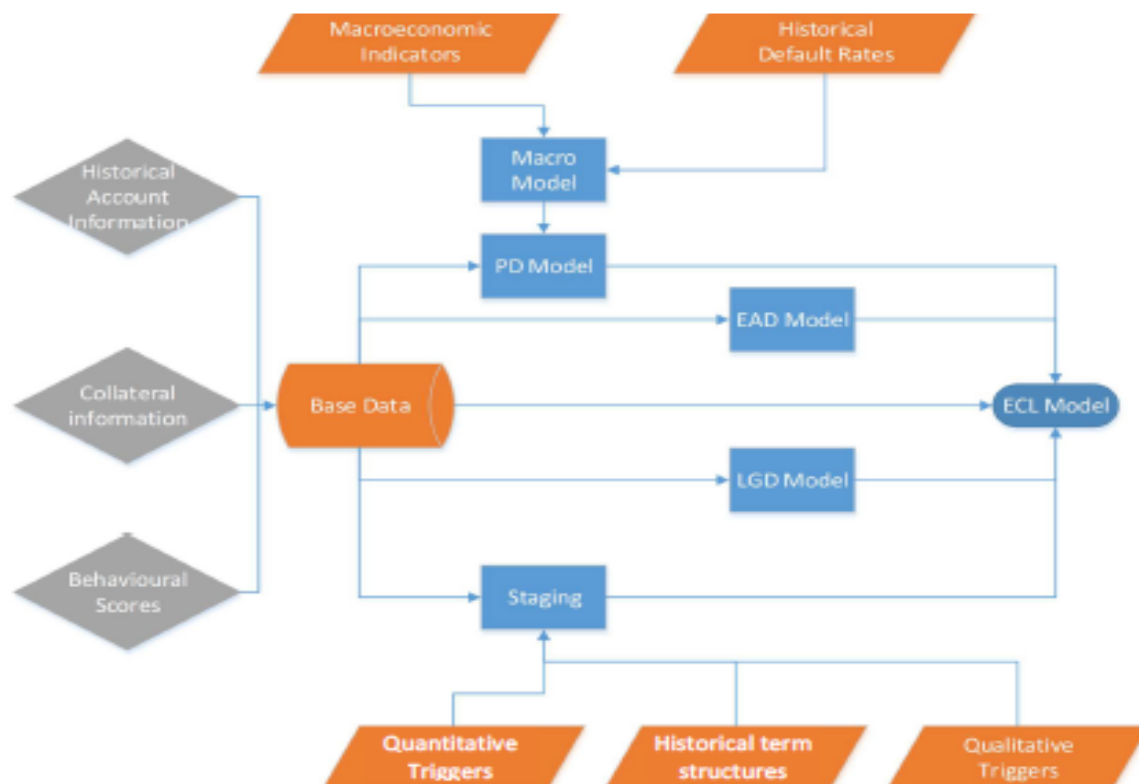 Macroeconomic
Indicators
Historical
Default Rates
Macro
Model
Historical
Account
Information
PD Model
EAD Model
Collateral
information
Base Data
ECL Model
LGD Model
Behavioural
Scores
Staging
Quantitative
Triggers
Historical term
structures
Qualitative
Triggers